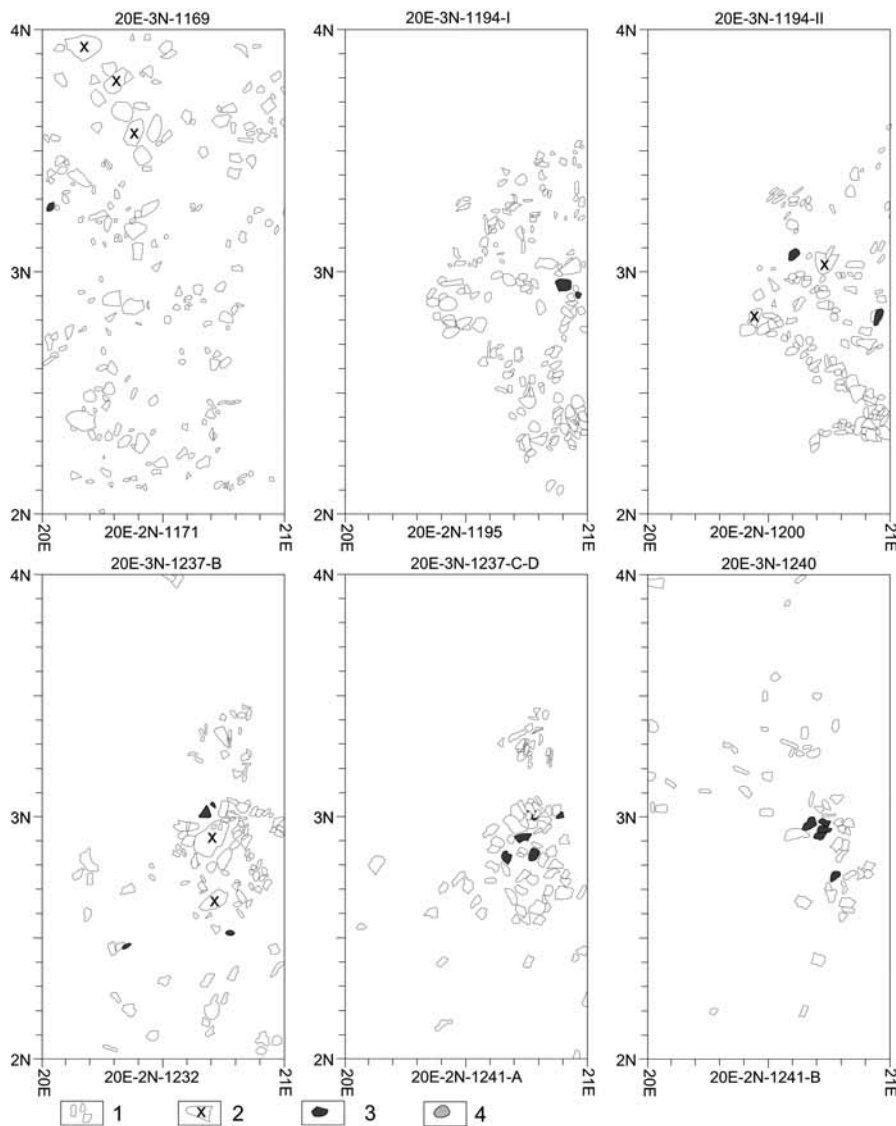 20E-3N-1169
20E-3N-1194-I
20E-3N-1194-II
4N
4N
4N
X
X
X
3N
3N
3N
X
X
2N
2N
2N
20E
20E-2N-1171
21E
20E
20E-2N-1195
21E
20E
20E-2N-1200
21E
20E-3N-1237-B
20E-3N-1237-C-D
20E-3N-1240
4N
4N
4N
3N
3N
3N
X
X
2N
2N
2N
20E
20E-2N-1232
21E
20E
20E-2N-1241-A
21E
20E
20E-2N-1241-B
21E
1
X 2
3
4